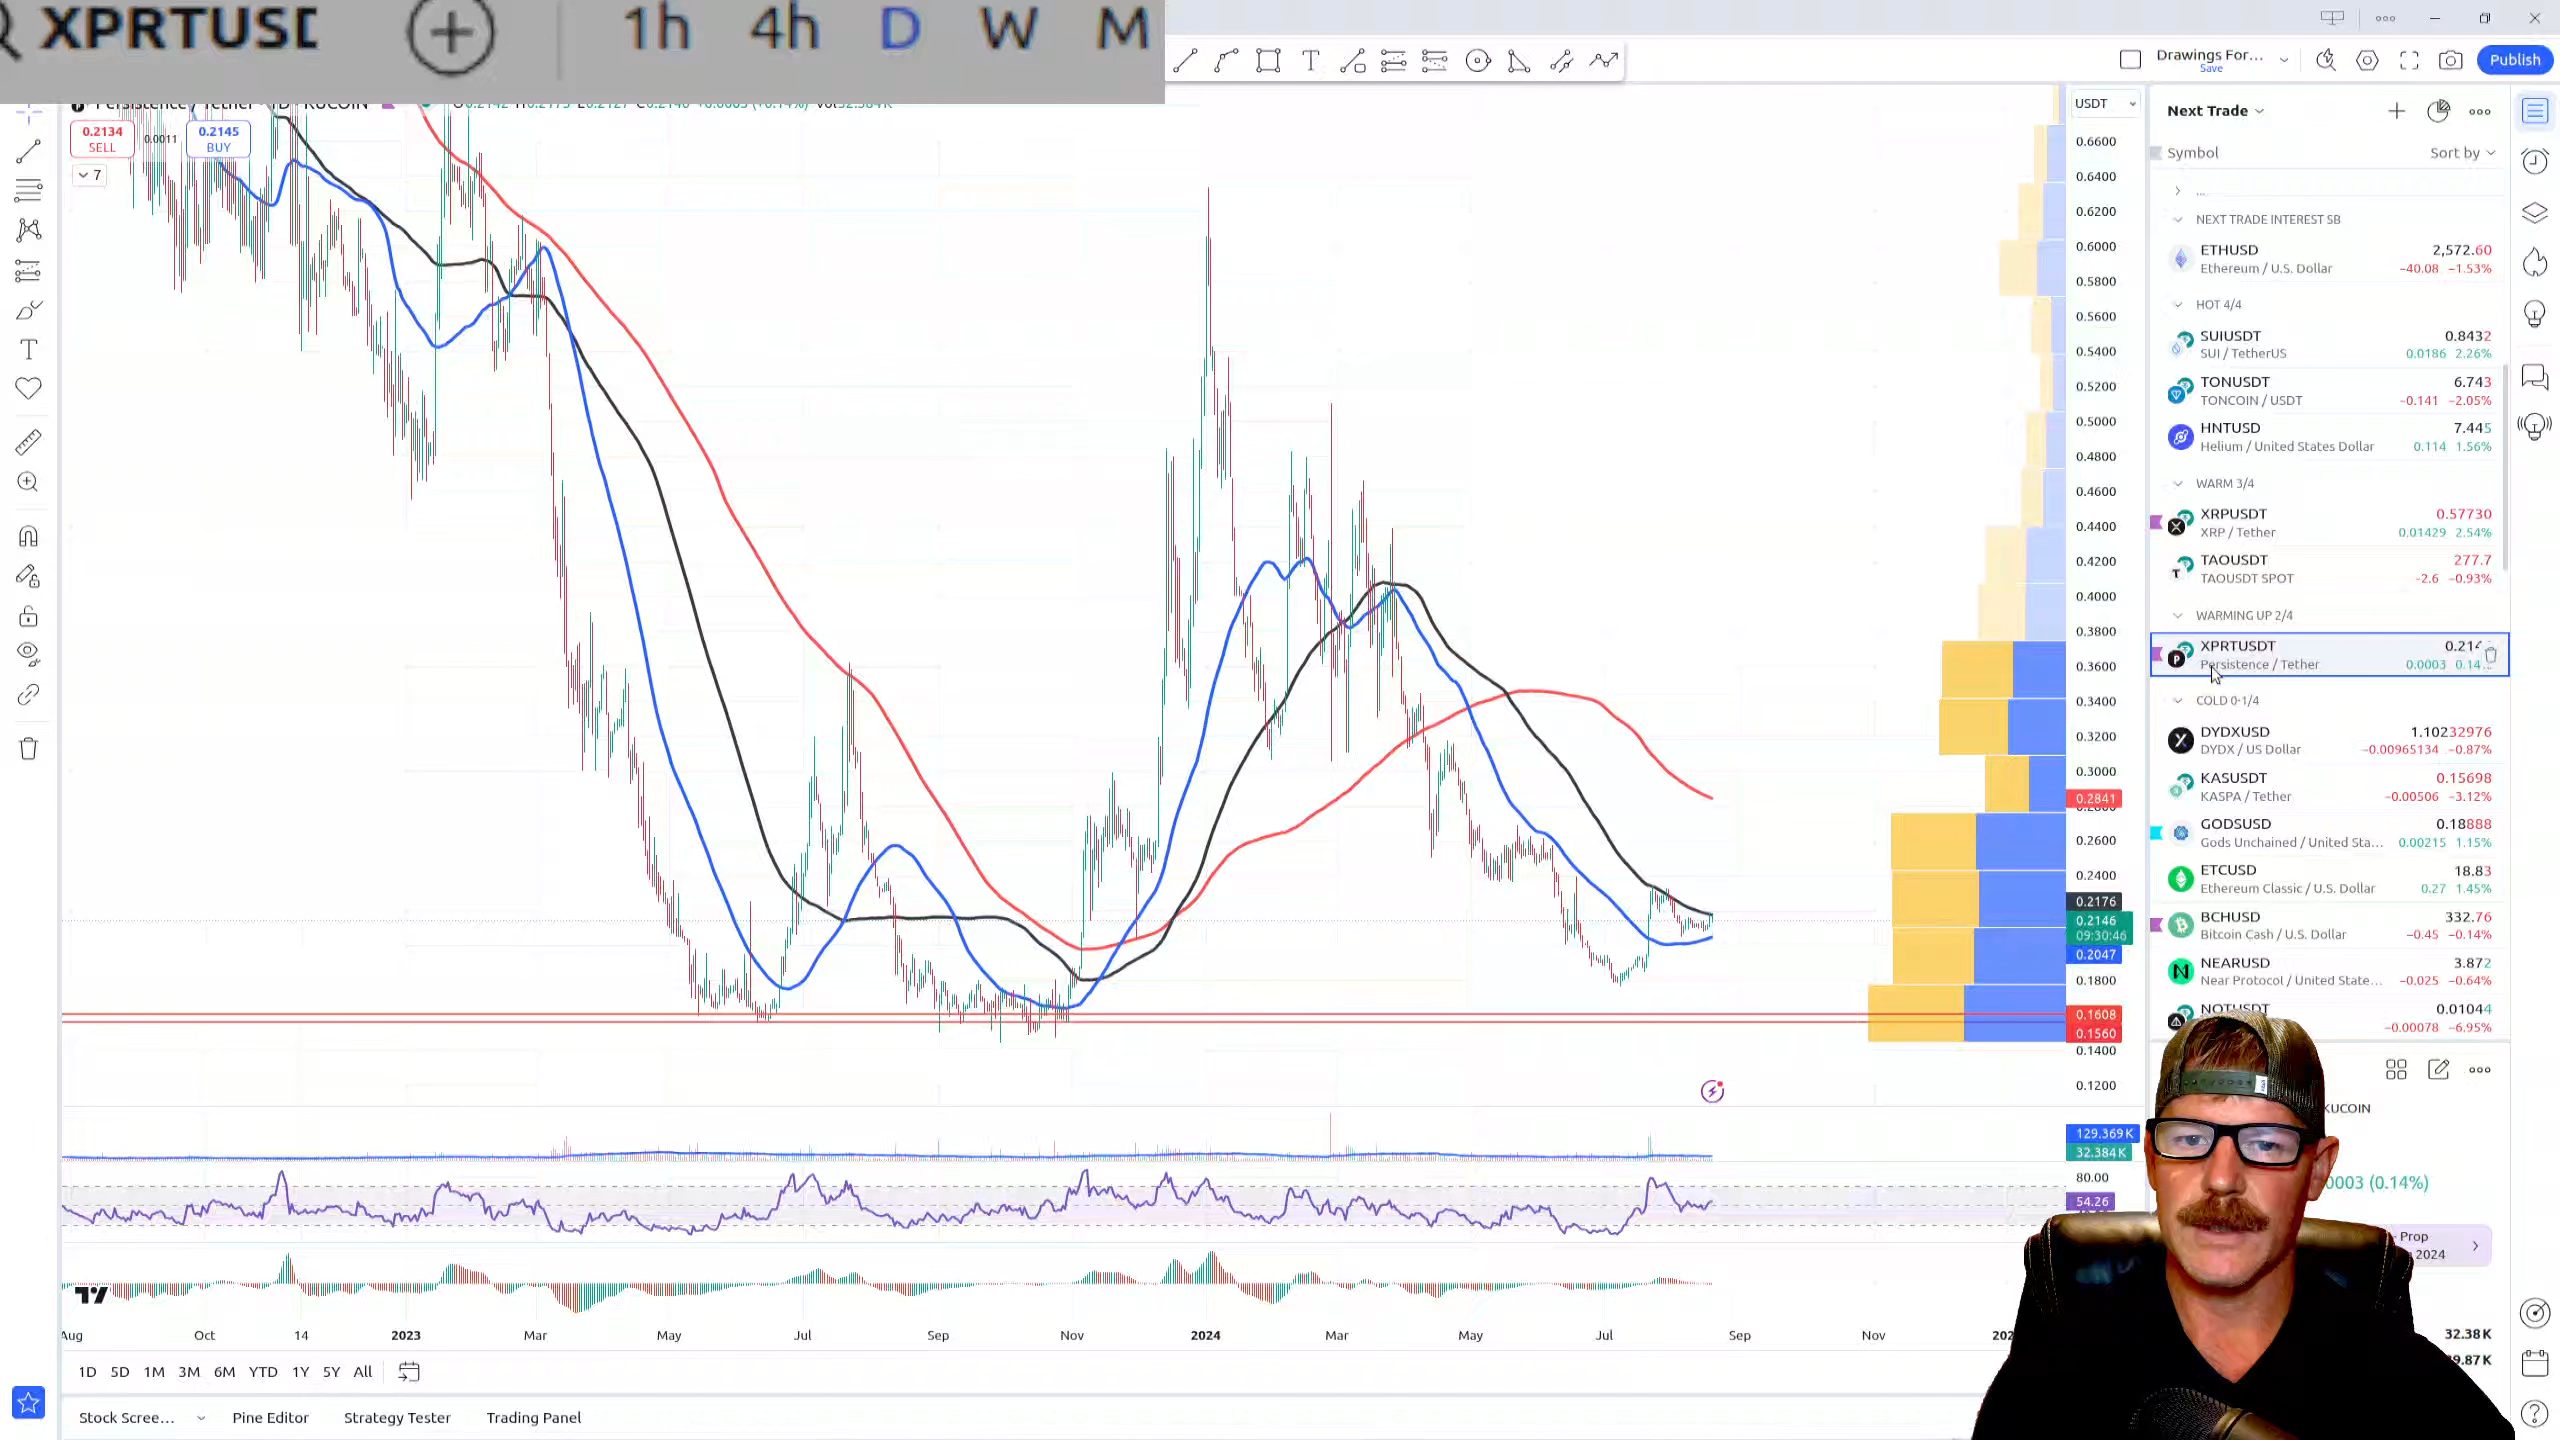 XPRTUSD 1h 4h D W M
Drawings For...
Save
Publish
Persistence / Tether 1D KUCOIN
0.2134
SELL
0.0011
0.2145
BUY
7
USDT
0.6600
0.6400
0.6200
0.6000
0.5800
0.5600
0.5400
0.5200
0.5000
0.4800
0.4600
0.4400
0.4200
0.4000
0.3800
0.3600
0.3400
0.3200
0.3000
0.2841
0.2600
0.2400
0.2176
0.2146
09:30:46
0.2047
0.1800
0.1608
0.1560
0.1400
0.1200
129.369K
32.384K
80.00
54.26
Aug Oct 14 2023 Mar May Jul Sep Nov 2024 Mar May Jul Sep Nov
1D 5D 1M 3M 6M YTD 1Y 5Y All
Stock Scree... Pine Editor Strategy Tester Trading Panel
Next Trade
Symbol Sort by
...
NEXT TRADE INTEREST SB
ETHUSD 2,572.60
Ethereum / U.S. Dollar −40.08 −1.53%
HOT 4/4
SUIUSDT 0.8432
SUI / TetherUS 0.0186 2.26%
TONUSDT 6.743
TONCOIN / USDT −0.141 −2.05%
HNTUSD 7.445
Helium / United States Dollar 0.114 1.56%
WARM 3/4
XRPUSDT 0.57730
XRP / Tether 0.01429 2.54%
TAOUSDT 277.7
TAOUSDT SPOT −2.6 −0.93%
WARMING UP 2/4
XPRTUSDT
Persistence / Tether 0.0003 0.14...
COLD 0-1/4
DYDXUSD 1.10232976
DYDX / US Dollar −0.00965134 −0.87%
KASUSDT 0.15698
KASPA / Tether −0.00506 −3.12%
GODSUSD 0.18888
Gods Unchained / United Sta... 0.00215 1.15%
ETCUSD 18.83
Ethereum Classic / U.S. Dollar 0.27 1.45%
BCHUSD 332.76
Bitcoin Cash / U.S. Dollar −0.45 −0.14%
NEARUSD 3.872
Near Protocol / United State... −0.025 −0.64%
NOTUSDT 0.01044
−0.00078 −6.95%
KUCOIN
0003 (0.14%)
Prop
2024
32.38K
9.87K